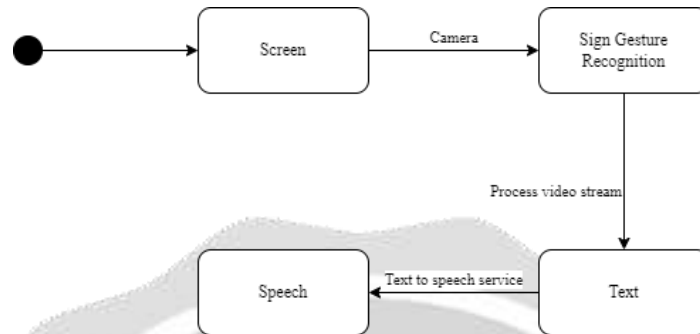 Screen
Camera
Sign Gesture
Recognition
Process video stream
Speech
Text to speech service
Text